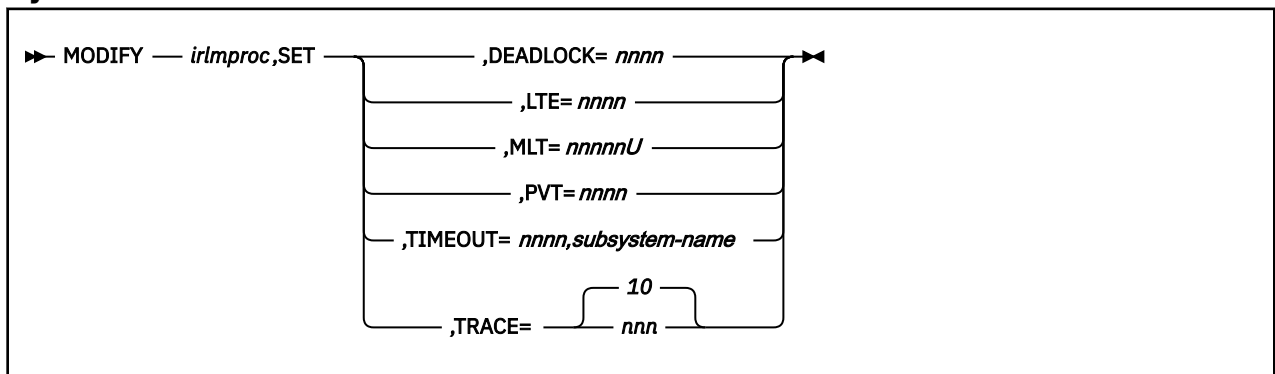 MODIFY irlmproc,SET ,DEADLOCK= nnnn
,LTE= nnnn
,MLT= nnnnnU
,PVT= nnnn
,TIMEOUT= nnnn,subsystem-name
10
,TRACE= nnn